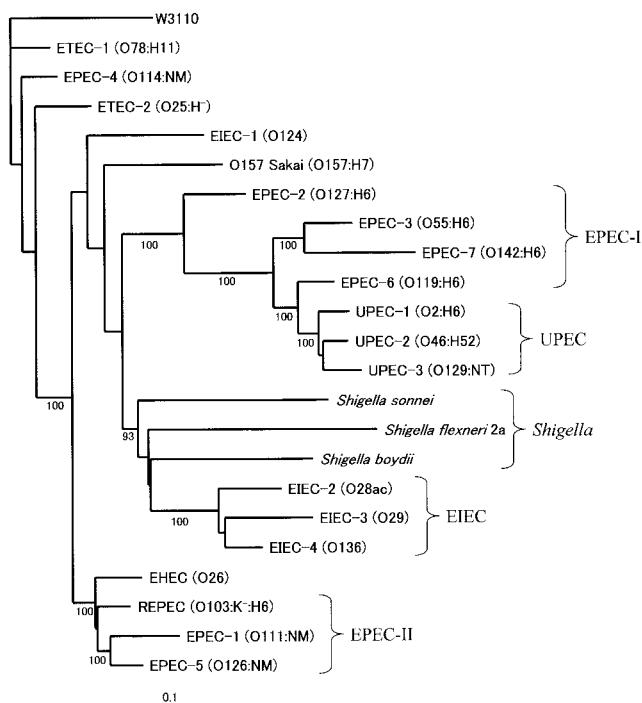 W3110
ETEC-1 (O78:H11)
EPEC-4 (O114:NM)
ETEC-2 (O25:H⁻)
EIEC-1 (O124)
O157 Sakai (O157:H7)
EPEC-2 (O127:H6)
EPEC-3 (O55:H6)
100
100
EPEC-I
EPEC-7 (O142:H6)
100
EPEC-6 (O119:H6)
100
UPEC-1 (O2:H6)
UPEC-2 (O46:H52)
100
UPEC
UPEC-3 (O129:NT)
Shigella sonnei
100
Shigella flexneri 2a
Shigella
93
Shigella boydii
EIEC-2 (O28ac)
EIEC-3 (O29)
100
EIEC
EIEC-4 (O136)
EHEC (O26)
REPEC (O103:K⁻:H6)
100
EPEC-1 (O111:NM)
EPEC-II
EPEC-5 (O126:NM)
100
0.1